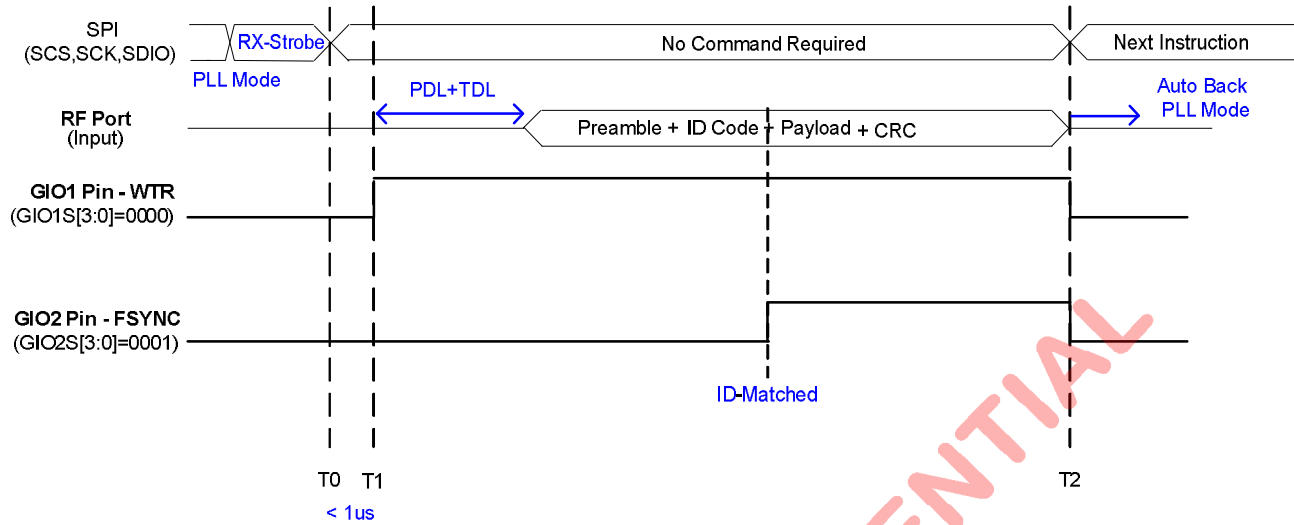 SPI
(SCS,SCK,SDIO)
RX-Strobe
No Command Required
Next Instruction
PLL Mode
PDL+TDL
Auto Back
PLL Mode
RF Port
(Input)
Preamble + ID Code + Payload + CRC
GIO1 Pin - WTR
(GIO1S[3:0]=0000)
GIO2 Pin - FSYNC
(GIO2S[3:0]=0001)
ID-Matched
T0 T1 T2
< 1us
ENTIAL